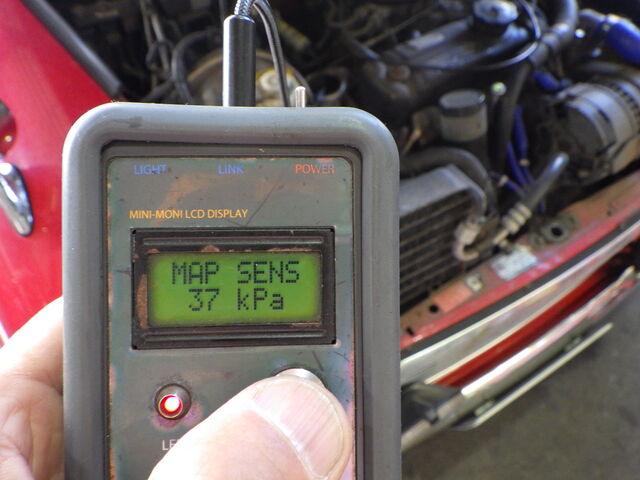 LIGHT LINK POWER
MINI-MONI LCD DISPLAY
MAP SENS
37 kPa